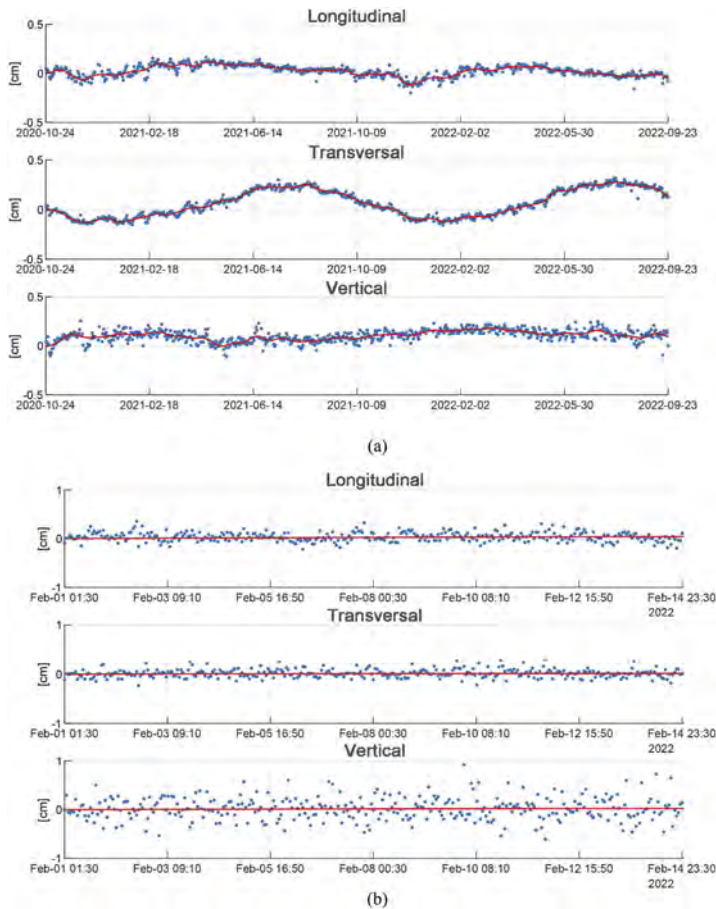 Longitudinal
0.5
0
-0.5
[cm]
2020-10-24 2021-02-18 2021-06-14 2021-10-09 2022-02-02 2022-05-30 2022-09-23
Transversal
0.5
0
-0.5
[cm]
2020-10-24 2021-02-18 2021-06-14 2021-10-09 2022-02-02 2022-05-30 2022-09-23
Vertical
0.5
0
-0.5
[cm]
2020-10-24 2021-02-18 2021-06-14 2021-10-09 2022-02-02 2022-05-30 2022-09-23
(a)
Longitudinal
1
0
-1
[cm]
Feb-01 01:30 Feb-03 09:10 Feb-05 16:50 Feb-08 00:30 Feb-10 08:10 Feb-12 15:50 Feb-14 23:30
2022
Transversal
1
0
-1
[cm]
Feb-01 01:30 Feb-03 09:10 Feb-05 16:50 Feb-08 00:30 Feb-10 08:10 Feb-12 15:50 Feb-14 23:30
2022
Vertical
1
0
-1
[cm]
Feb-01 01:30 Feb-03 09:10 Feb-05 16:50 Feb-08 00:30 Feb-10 08:10 Feb-12 15:50 Feb-14 23:30
2022
(b)